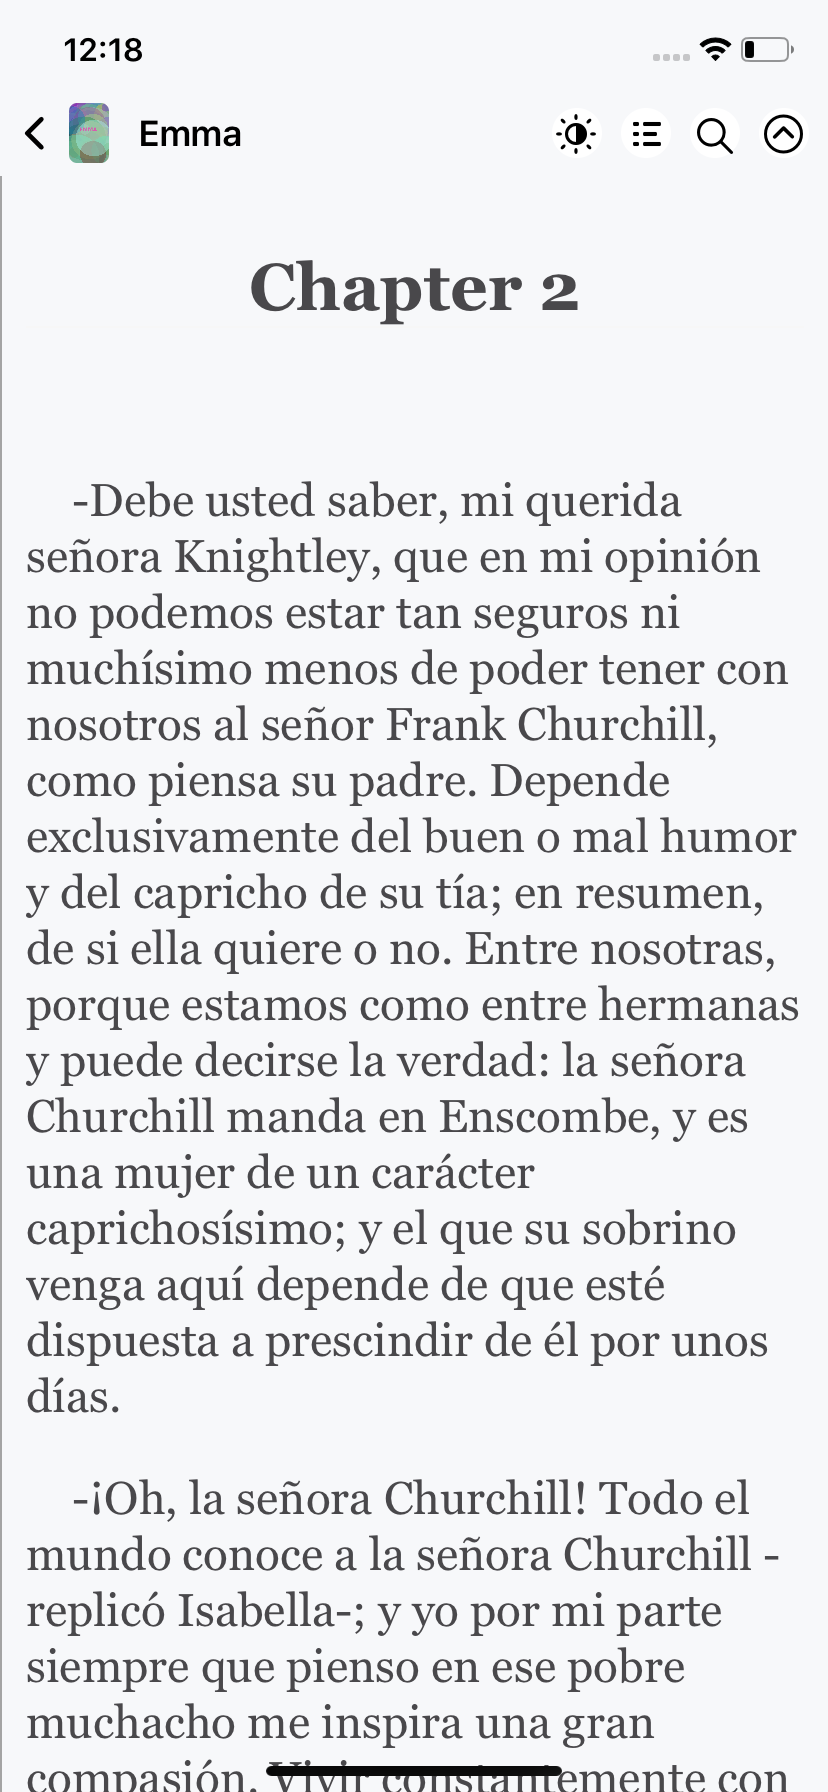 12:18
EMMA
Emma
Chapter 2
-Debe usted saber, mi querida
señora Knightley, que en mi opinión
no podemos estar tan seguros ni
muchísimo menos de poder tener con
nosotros al señor Frank Churchill,
como piensa su padre. Depende
exclusivamente del buen o mal humor
y del capricho de su tía; en resumen,
de si ella quiere o no. Entre nosotras,
porque estamos como entre hermanas
y puede decirse la verdad: la señora
Churchill manda en Enscombe, y es
una mujer de un carácter
caprichosísimo; y el que su sobrino
venga aquí depende de que esté
dispuesta a prescindir de él por unos
días.
-¡Oh, la señora Churchill! Todo el
mundo conoce a la señora Churchill -
replicó Isabella-; y yo por mi parte
siempre que pienso en ese pobre
muchacho me inspira una gran
compasión. Vivir constantemente con